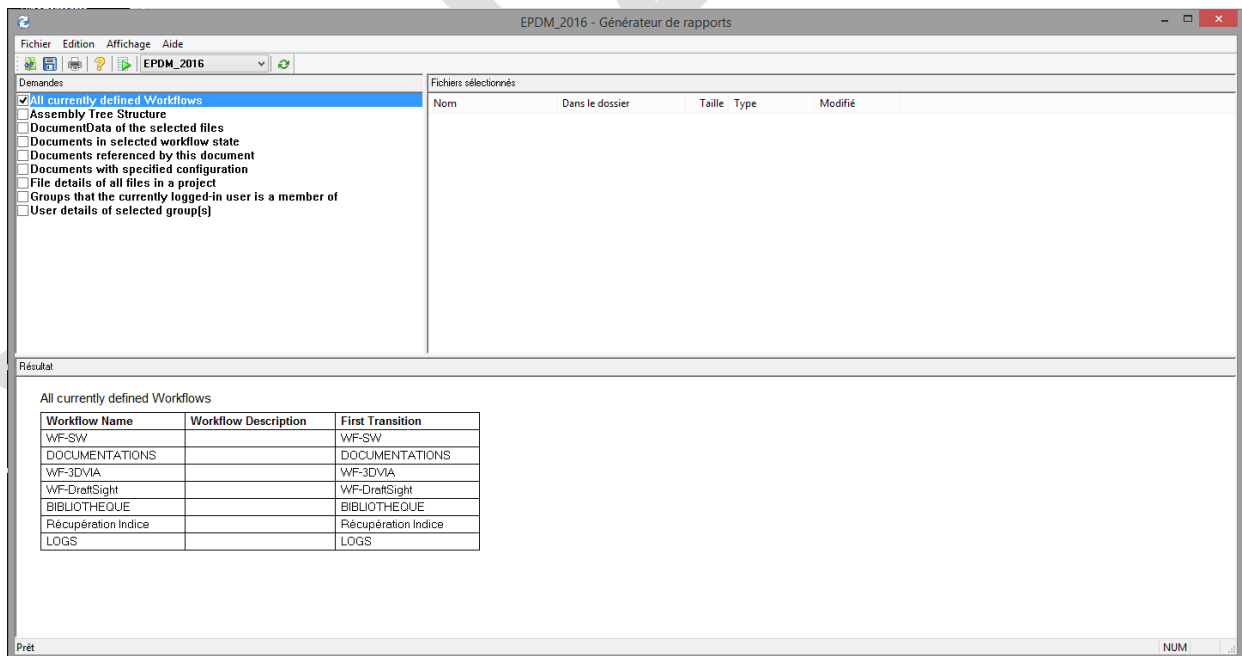 EPDM_2016 - Générateur de rapports
Fichier Edition Affichage Aide
EPDM_2016
Demandes
All currently defined Workflows
Assembly Tree Structure
DocumentData of the selected files
Documents in selected workflow state
Documents referenced by this document
Documents with specified configuration
File details of all files in a project
Groups that the currently logged-in user is a member of
User details of selected group(s)
Fichiers sélectionnés
Nom Dans le dossier Taille Type Modifié
Résultat
All currently defined Workflows
Workflow Name Workflow Description First Transition
WF-SW WF-SW
DOCUMENTATIONS DOCUMENTATIONS
WF-3DVIA WF-3DVIA
WF-DraftSight WF-DraftSight
BIBLIOTHEQUE BIBLIOTHEQUE
Récupération Indice Récupération Indice
LOGS LOGS
Prêt NUM